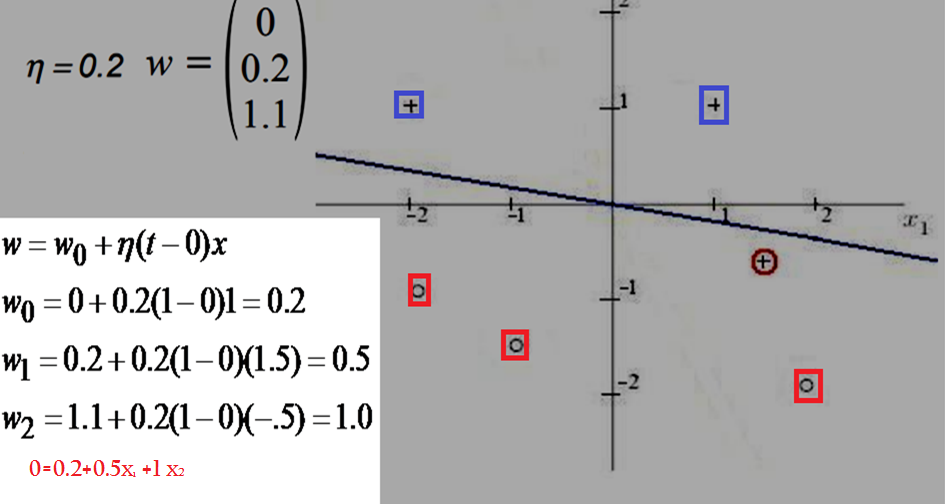 η = 0.2 w = (0 0.2 1.1)
2
1
-2 -1 1 2 x₁
-1
-2
w = w₀ + η(t − 0)x
w₀ = 0 + 0.2(1 − 0)1 = 0.2
w₁ = 0.2 + 0.2(1 − 0)(1.5) = 0.5
w₂ = 1.1 + 0.2(1 − 0)(−.5) = 1.0
0=0.2+0.5x₁ +1 x₂